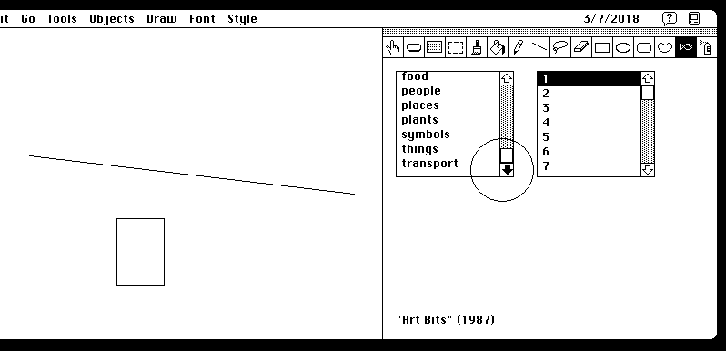 it Go Tools Objects Draw Font Style 3/7/2018 ?
food
people
places
plants
symbols
things
transport
1
2
3
4
5
6
7
"Art Bits" (1987)